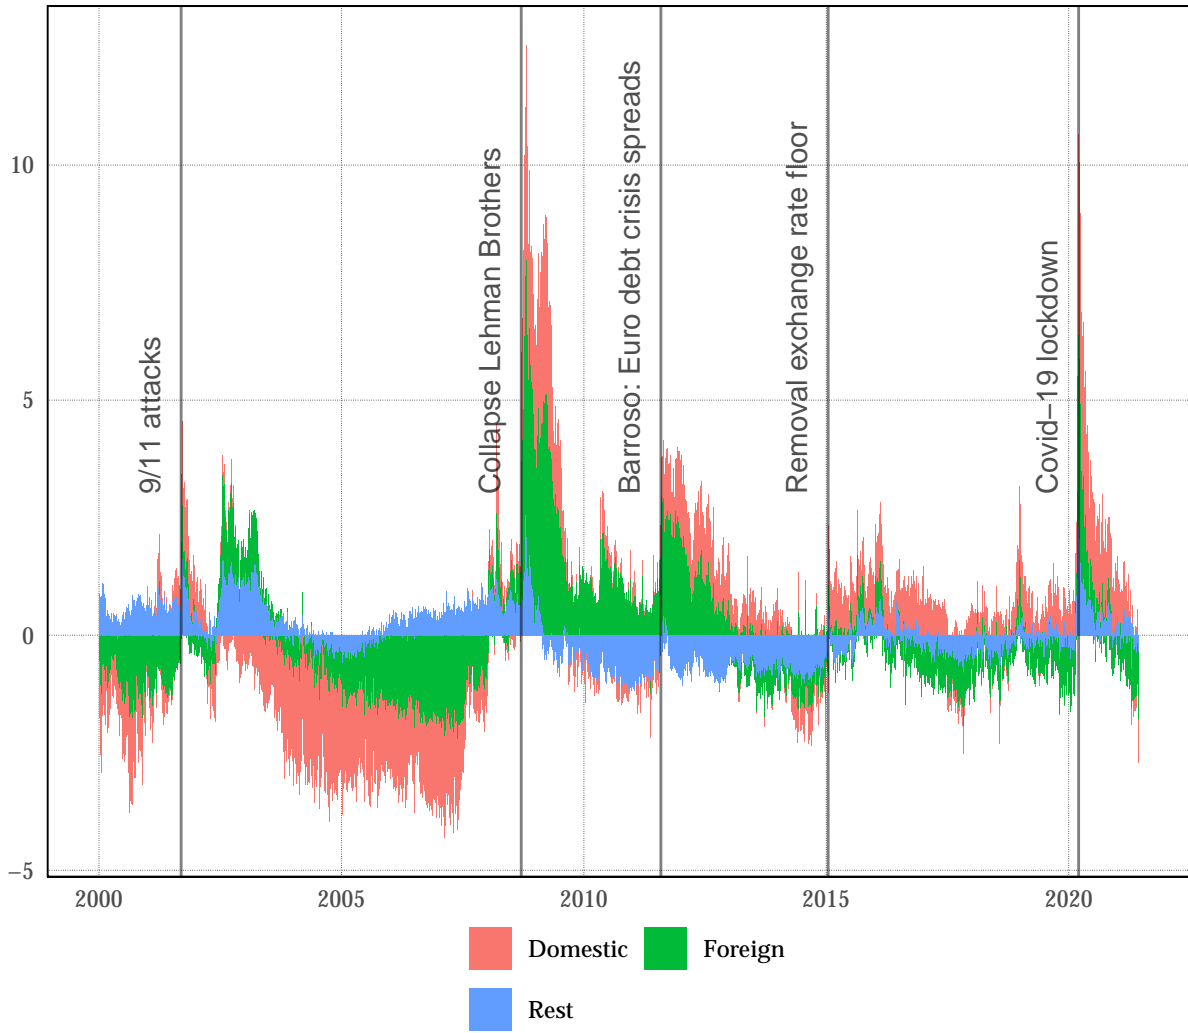 10
5
0
−5
9/11 attacks
Collapse Lehman Brothers
Barroso: Euro debt crisis spreads
Removal exchange rate floor
Covid−19 lockdown
2000
2005
2010
2015
2020
Domestic
Foreign
Rest